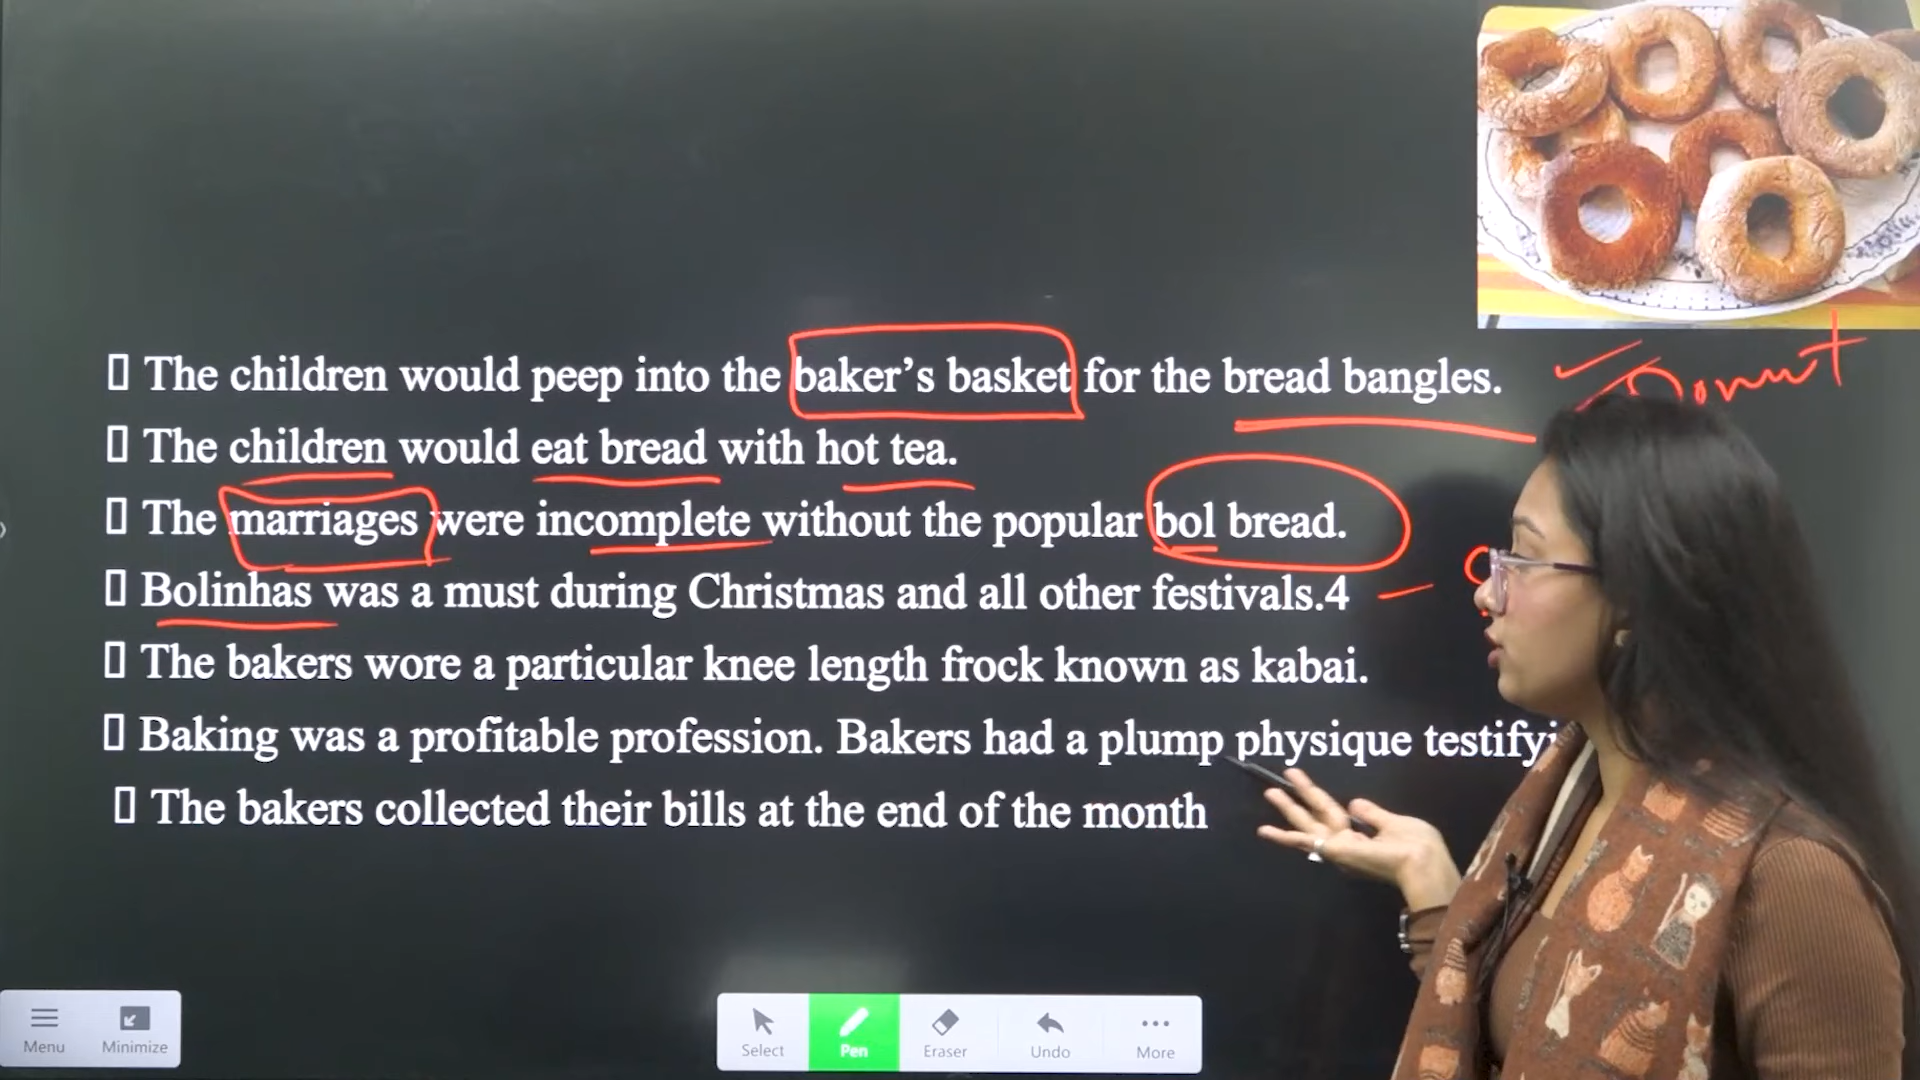 The children would peep into the baker’s basket for the bread bangles.
Donut
The children would eat bread with hot tea.
The marriages were incomplete without the popular bol bread.
Bolinhas was a must during Christmas and all other festivals.4
The bakers wore a particular knee length frock known as kabai.
Baking was a profitable profession. Bakers had a plump physique
The bakers collected their bills at the end of the month
Menu
Minimize
Select
Pen
Eraser
Undo
More